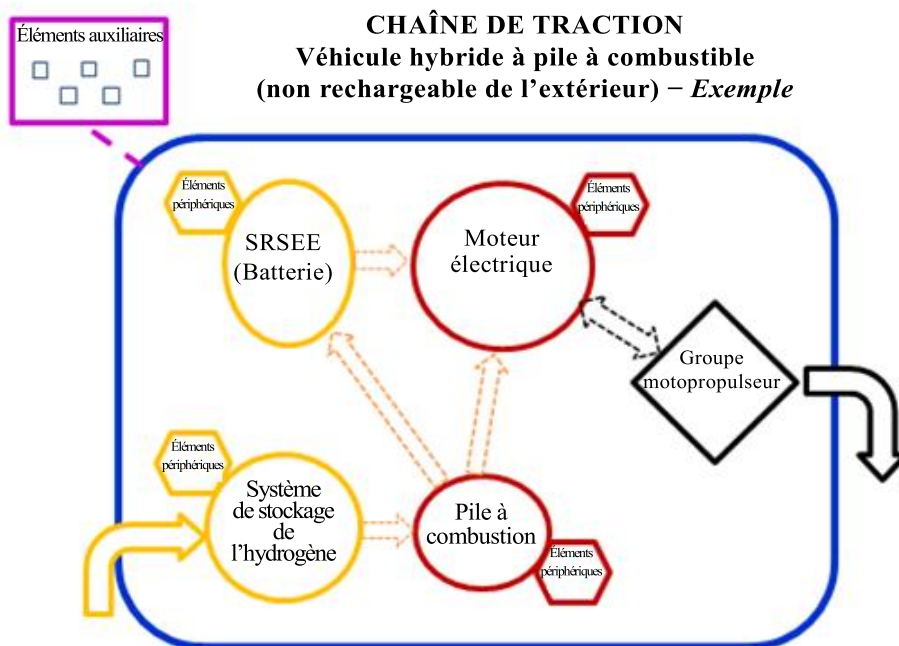 CHAÎNE DE TRACTION
Véhicule hybride à pile à combustible
(non rechargeable de l’extérieur) – Exemple
Éléments auxiliaires
Éléments
périphériques
SRSEE
(Batterie)
Moteur
électrique
Éléments
périphériques
Groupe
motopropulseur
Éléments
périphériques
Système
de stockage
de
l’hydrogène
Pile à
combustion
Éléments
périphériques